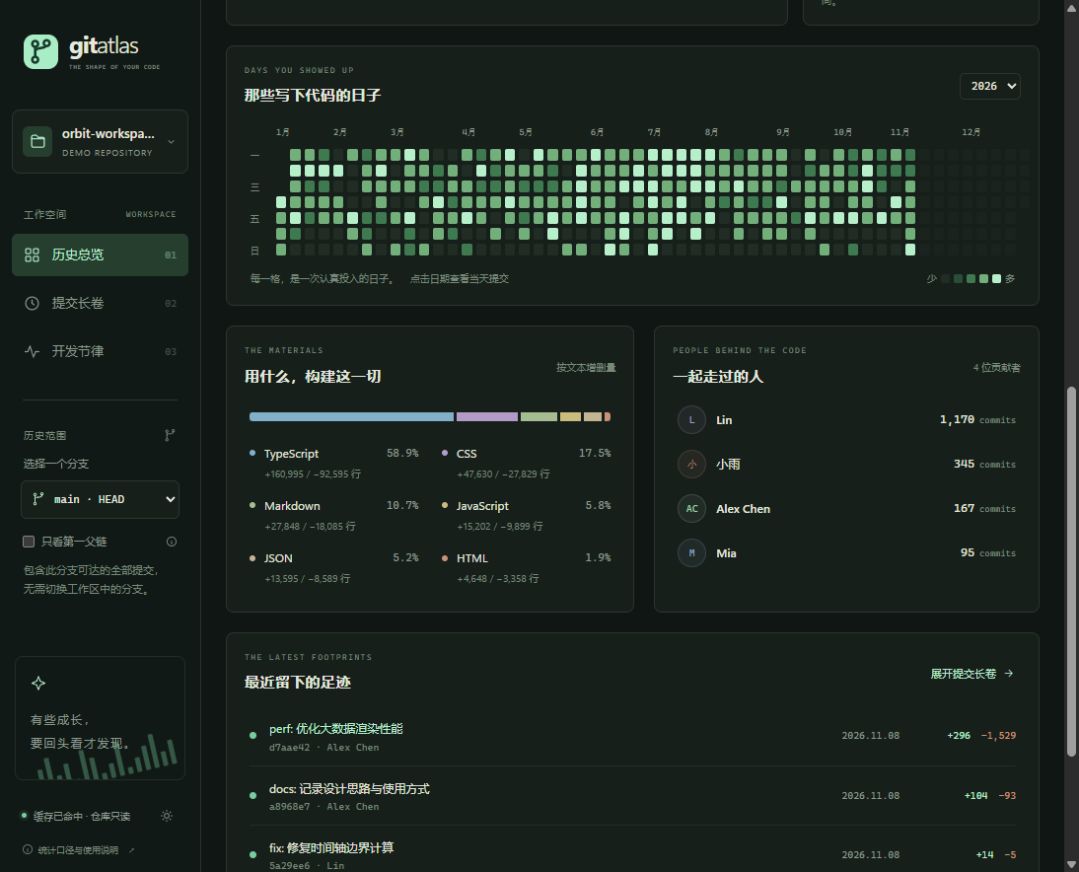 gitatlas
THE SHAPE OF YOUR CODE
orbit-workspa...
DEMO REPOSITORY
工作空间 WORKSPACE
历史总览 01
提交长卷 02
开发节律 03
历史范围
选择一个分支
main · HEAD
只看第一父链
包含此分支可达的全部提交，
无需切换工作区中的分支。
有些成长，
要回头看才发现。
缓存已命中 · 仓库只读
统计口径与使用说明 ↗
DAYS YOU SHOWED UP
那些写下代码的日子
2026
1月 2月 3月 4月 5月 6月 7月 8月 9月 10月 11月 12月
一
三
五
日
每一格，是一次认真投入的日子。 点击日期查看当天提交
少 多
THE MATERIALS
用什么，构建这一切
按文本增删量
TypeScript 58.9%
+160,995 / −92,595 行
CSS 17.5%
+47,630 / −27,829 行
Markdown 10.7%
+27,848 / −18,085 行
JavaScript 5.8%
+15,202 / −9,899 行
JSON 5.2%
+13,595 / −8,589 行
HTML 1.9%
+4,648 / −3,358 行
PEOPLE BEHIND THE CODE
一起走过的人
4 位贡献者
L Lin 1,170 commits
小 小雨 345 commits
AC Alex Chen 167 commits
M Mia 95 commits
THE LATEST FOOTPRINTS
最近留下的足迹
展开提交长卷 →
perf: 优化大数据渲染性能
d7aae42 · Alex Chen
2026.11.08 +296 −1,529
docs: 记录设计思路与使用方式
a8968e7 · Alex Chen
2026.11.08 +104 −93
fix: 修复时间轴边界计算
5a29ee6 · Lin
2026.11.08 +14 −5